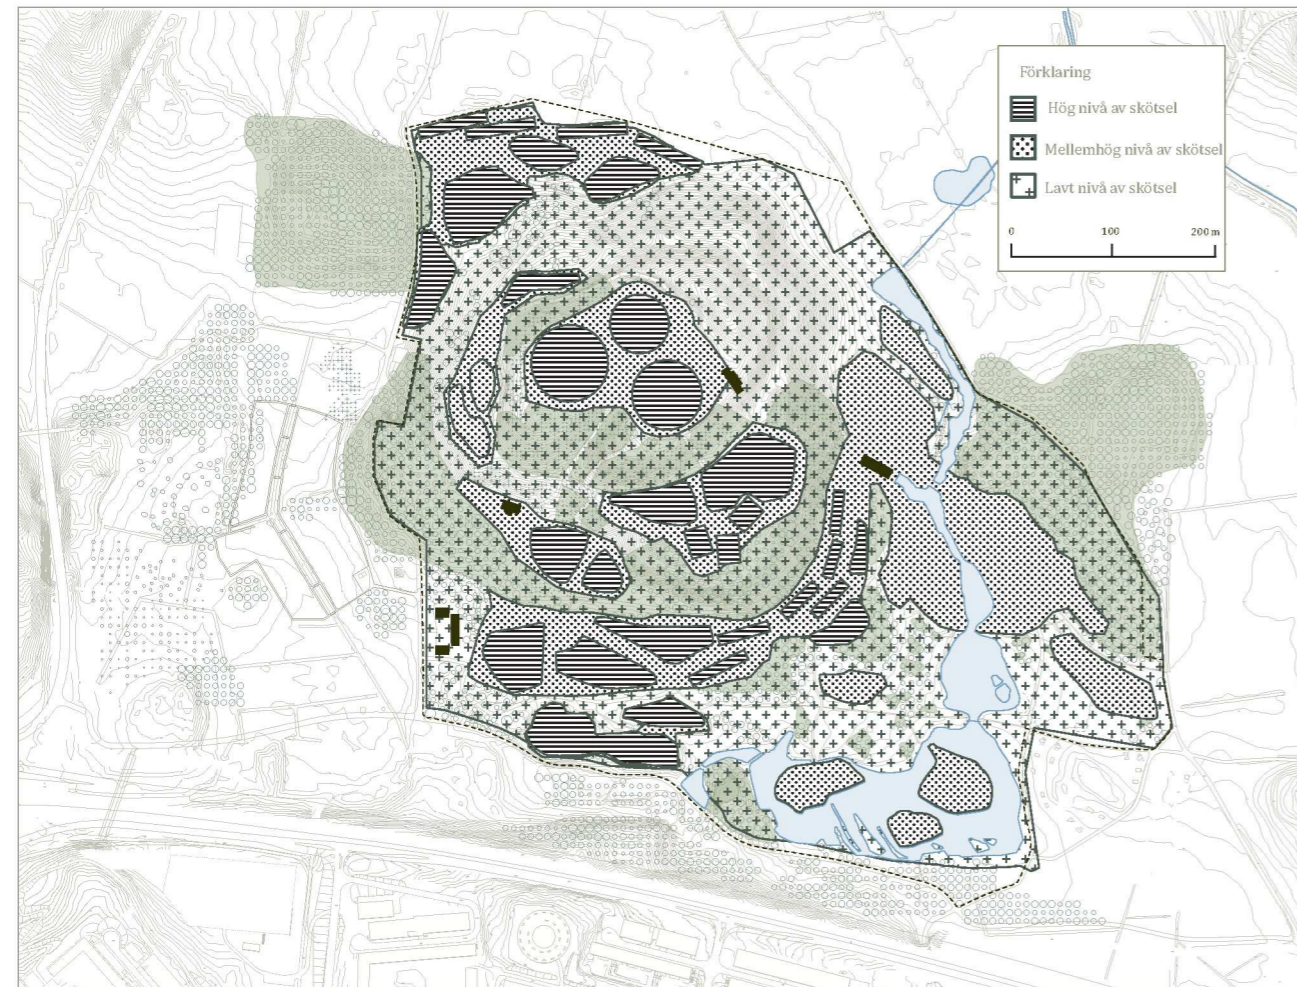 Förklaring
Hög nivå av skötsel
Mellemhög nivå av skötsel
Lavt nivå av skötsel
0 100 200 m